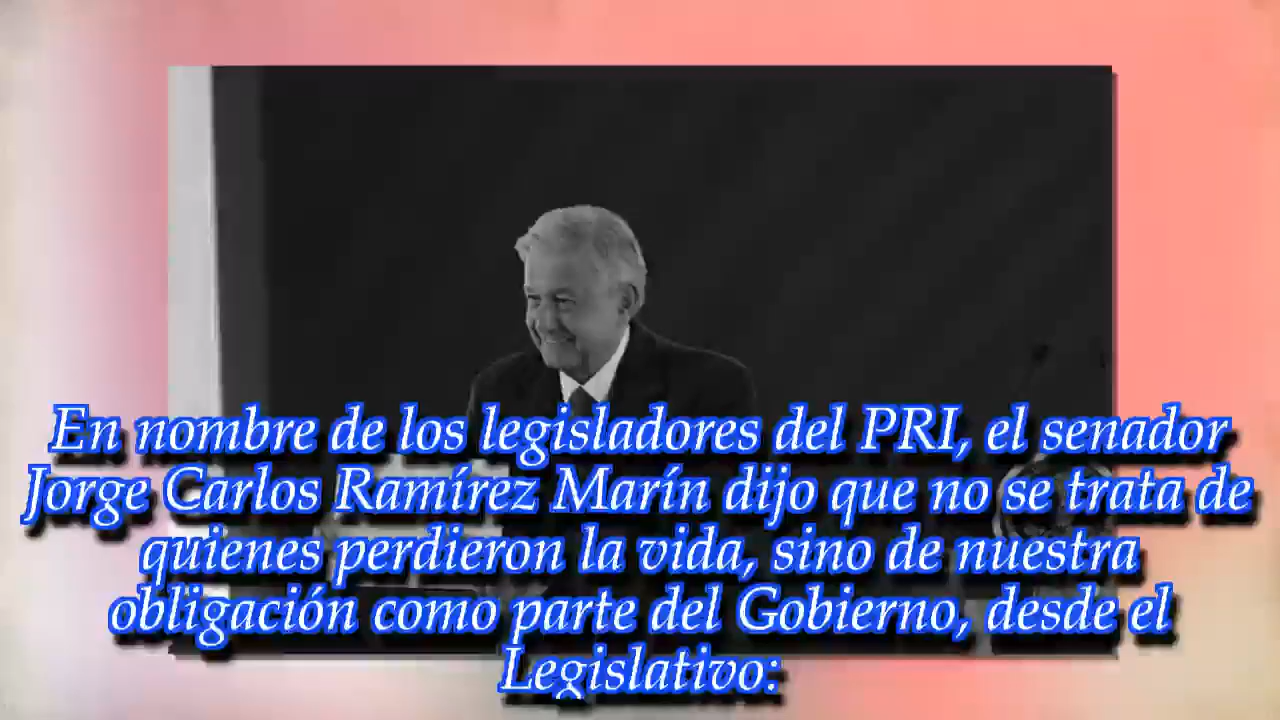 En nombre de los legisladores del PRI, el senador
Jorge Carlos Ramírez Marín dijo que no se trata de
quienes perdieron la vida, sino de nuestra
obligación como parte del Gobierno, desde el
Legislativo: